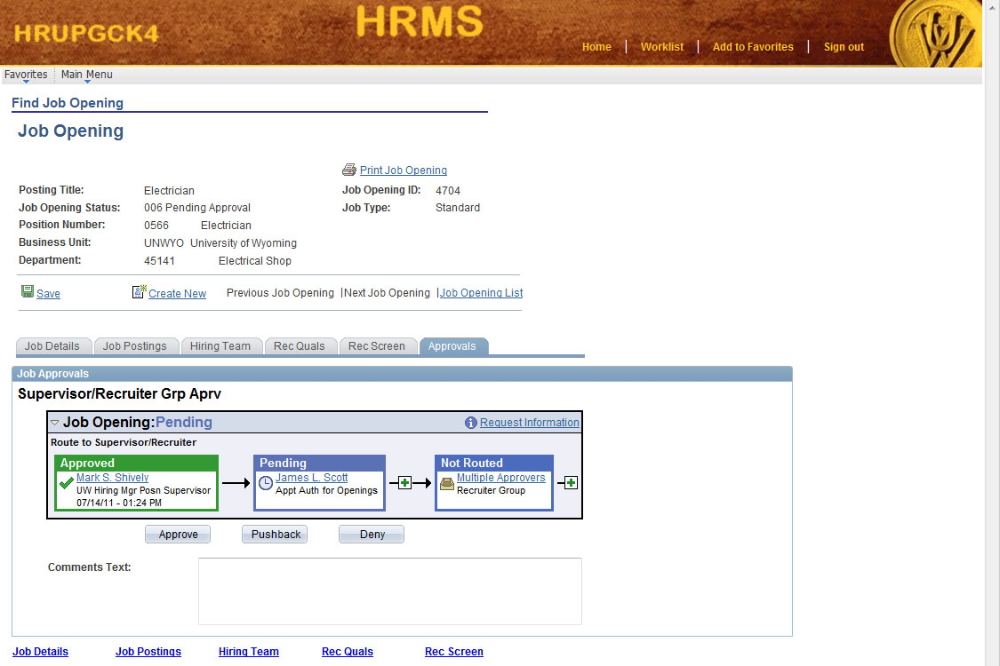 HRUPGCK4
HRMS
Home | Worklist | Add to Favorites | Sign out
Favorites Main Menu
Find Job Opening
Job Opening
Print Job Opening
Posting Title: Electrician Job Opening ID: 4704
Job Opening Status: 006 Pending Approval Job Type: Standard
Position Number: 0566 Electrician
Business Unit: UNWYO University of Wyoming
Department: 45141 Electrical Shop
Save Create New Previous Job Opening |Next Job Opening |Job Opening List
Job Details Job Postings Hiring Team Rec Quals Rec Screen Approvals
Job Approvals
Supervisor/Recruiter Grp Aprv
Job Opening:Pending Request Information
Route to Supervisor/Recruiter
Approved
Mark S. Shively
UW Hiring Mgr Posn Supervisor
07/14/11 - 01:24 PM
Pending
James L. Scott
Appt Auth for Openings
Not Routed
Multiple Approvers
Recruiter Group
Approve Pushback Deny
Comments Text:
Job Details Job Postings Hiring Team Rec Quals Rec Screen